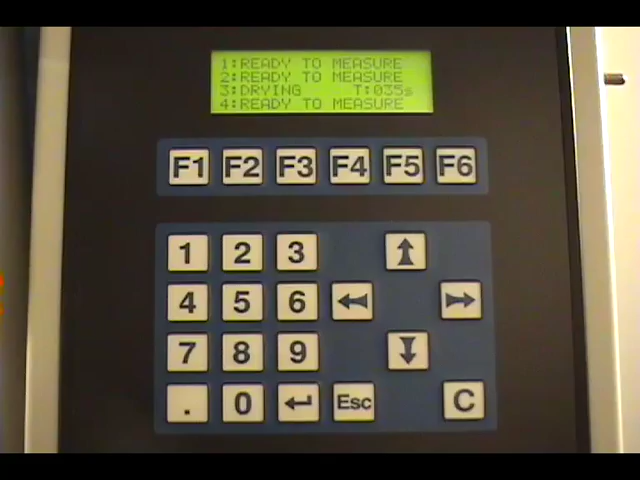 1:READY TO MEASURE
2:READY TO MEASURE
3:DRYING T:035s
4:READY TO MEASURE
F1 F2 F3 F4 F5 F6
1 2 3
4 5 6
7 8 9
. 0 Esc C